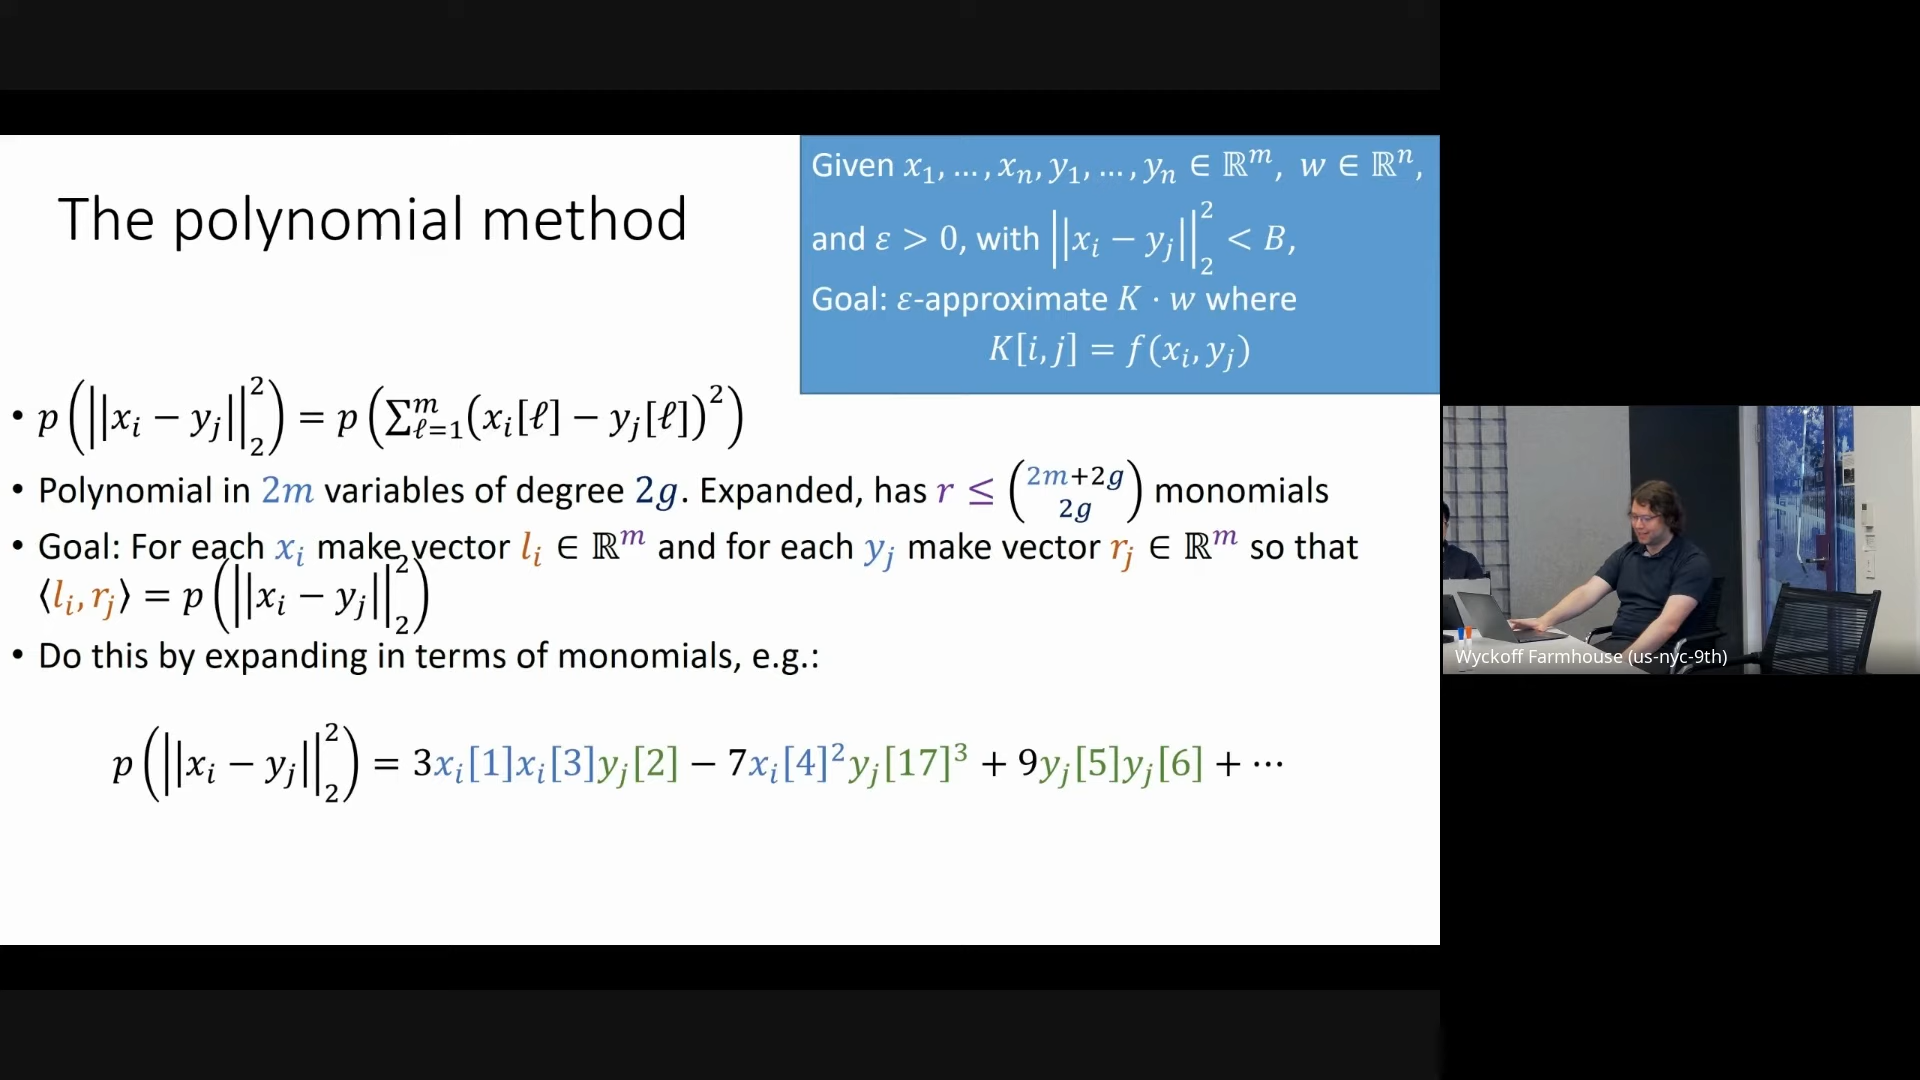 The polynomial method
Given x₁, … , xₙ, y₁, … , yₙ ∈ ℝᵐ, w ∈ ℝⁿ,
and ε > 0, with ||xᵢ − yⱼ||₂² < B,
Goal: ε-approximate K · w where
K[i, j] = f(xᵢ, yⱼ)
• p(||xᵢ − yⱼ||₂²) = p(∑_{ℓ=1}^{m}(xᵢ[ℓ] − yⱼ[ℓ])²)
• Polynomial in 2m variables of degree 2g. Expanded, has r ≤ (2m+2g choose 2g) monomials
• Goal: For each xᵢ make vector lᵢ ∈ ℝᵐ and for each yⱼ make vector rⱼ ∈ ℝᵐ so that
⟨lᵢ, rⱼ⟩ = p(||xᵢ − yⱼ||₂²)
• Do this by expanding in terms of monomials, e.g.:
p(||xᵢ − yⱼ||₂²) = 3xᵢ[1]xᵢ[3]yⱼ[2] − 7xᵢ[4]²yⱼ[17]³ + 9yⱼ[5]yⱼ[6] + ⋯
Wyckoff Farmhouse (us-nyc-9th)